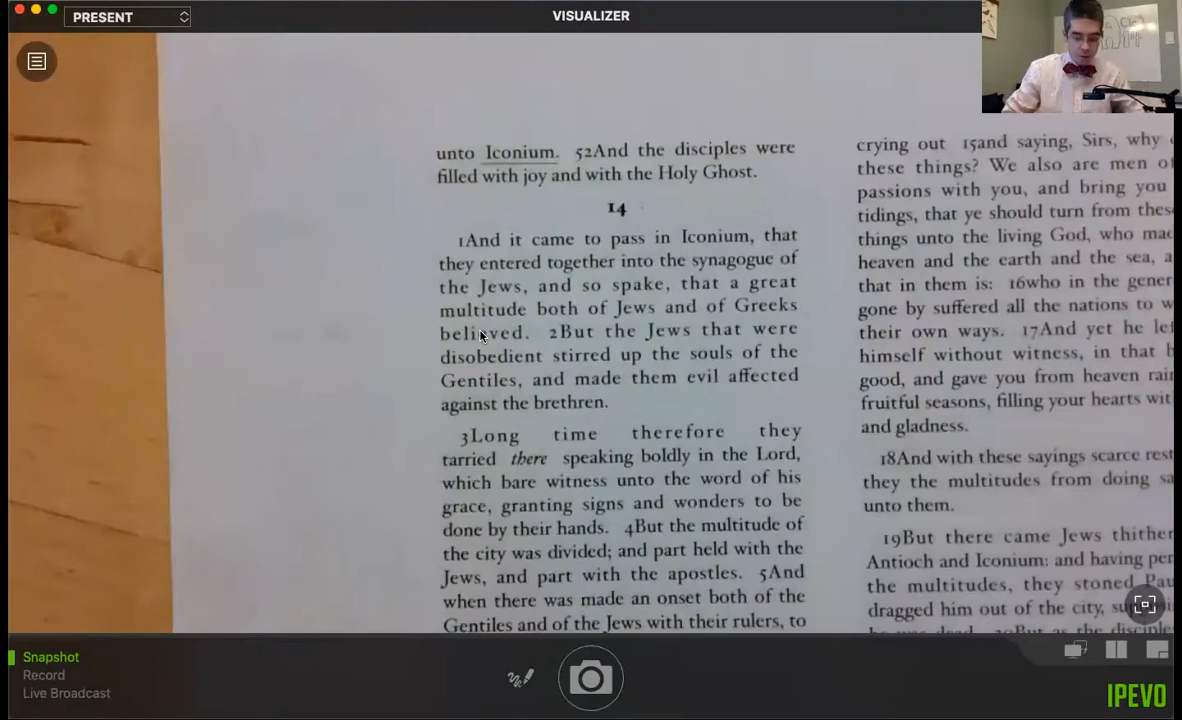 PRESENT
VISUALIZER
unto Iconium. 52And the disciples were
filled with joy and with the Holy Ghost.
14
1And it came to pass in Iconium, that
they entered together into the synagogue of
the Jews, and so spake, that a great
multitude both of Jews and of Greeks
believed. 2But the Jews that were
disobedient stirred up the souls of the
Gentiles, and made them evil affected
against the brethren.
3Long time therefore they
tarried there speaking boldly in the Lord,
which bare witness unto the word of his
grace, granting signs and wonders to be
done by their hands. 4But the multitude of
the city was divided; and part held with the
Jews, and part with the apostles. 5And
when there was made an onset both of the
Gentiles and of the Jews with their rulers, to
crying out 15and saying, Sirs, why
these things? We also are men
passions with you, and bring you
tidings, that ye should turn from
things unto the living God, who
heaven and the earth and the sea,
that in them is: 16who in the
gone by suffered all the nations to
their own ways. 17And yet he
himself without witness, in that
good, and gave you from heaven
fruitful seasons, filling your hearts
and gladness.
18And with these sayings scarce
they the multitudes from doing
unto them.
19But there came Jews thither
Antioch and Iconium: and having
the multitudes, they stoned
dragged him out of the city,
Snapshot
Record
Live Broadcast
IPEVO